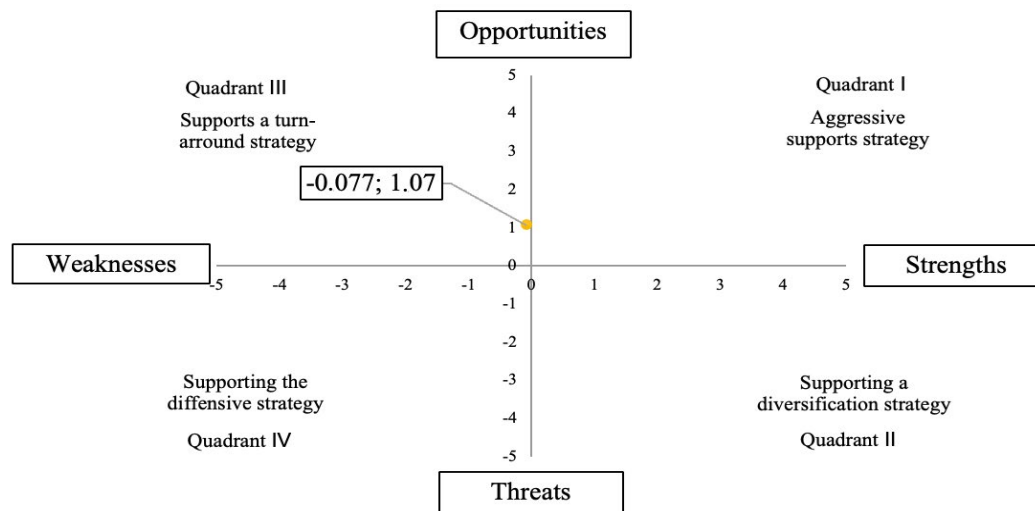 Opportunities
Quadrant III
Supports a turn-
arround strategy
Quadrant I
Aggressive
supports strategy
-0.077; 1.07
5
4
3
2
1
0
-1
-2
-3
-4
-5
Weaknesses
-5 -4 -3 -2 -1 0 1 2 3 4 5
Strengths
Supporting the
diffensive strategy
Quadrant IV
Supporting a
diversification strategy
Quadrant II
Threats